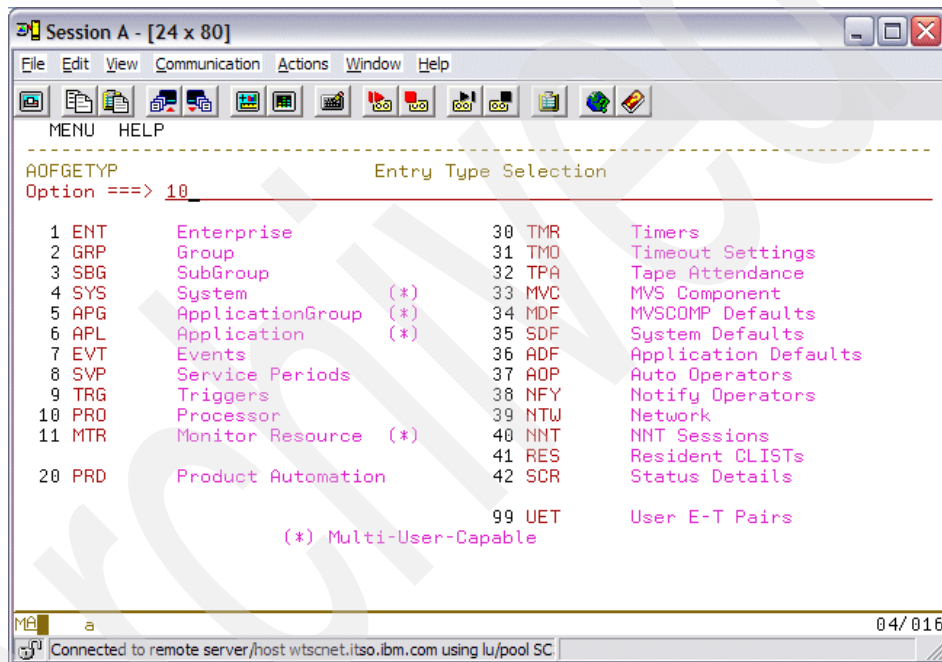 Session A - [24 x 80]
File Edit View Communication Actions Window Help
MENU HELP
AOFGETYP Entry Type Selection
Option ===> 10
1 ENT Enterprise 30 TMR Timers
2 GRP Group 31 TMO Timeout Settings
3 SBG SubGroup 32 TPA Tape Attendance
4 SYS System (*) 33 MVC MVS Component
5 APG ApplicationGroup (*) 34 MDF MVSCOMP Defaults
6 APL Application (*) 35 SDF System Defaults
7 EVT Events 36 ADF Application Defaults
8 SVP Service Periods 37 AOP Auto Operators
9 TRG Triggers 38 NFY Notify Operators
10 PRO Processor 39 NTW Network
11 MTR Monitor Resource (*) 40 NNT NNT Sessions
41 RES Resident CLISTs
20 PRD Product Automation 42 SCR Status Details
99 UET User E-T Pairs
(*) Multi-User-Capable
MA a 04/016
Connected to remote server/host wtscnet.itso.ibm.com using lu/pool SC